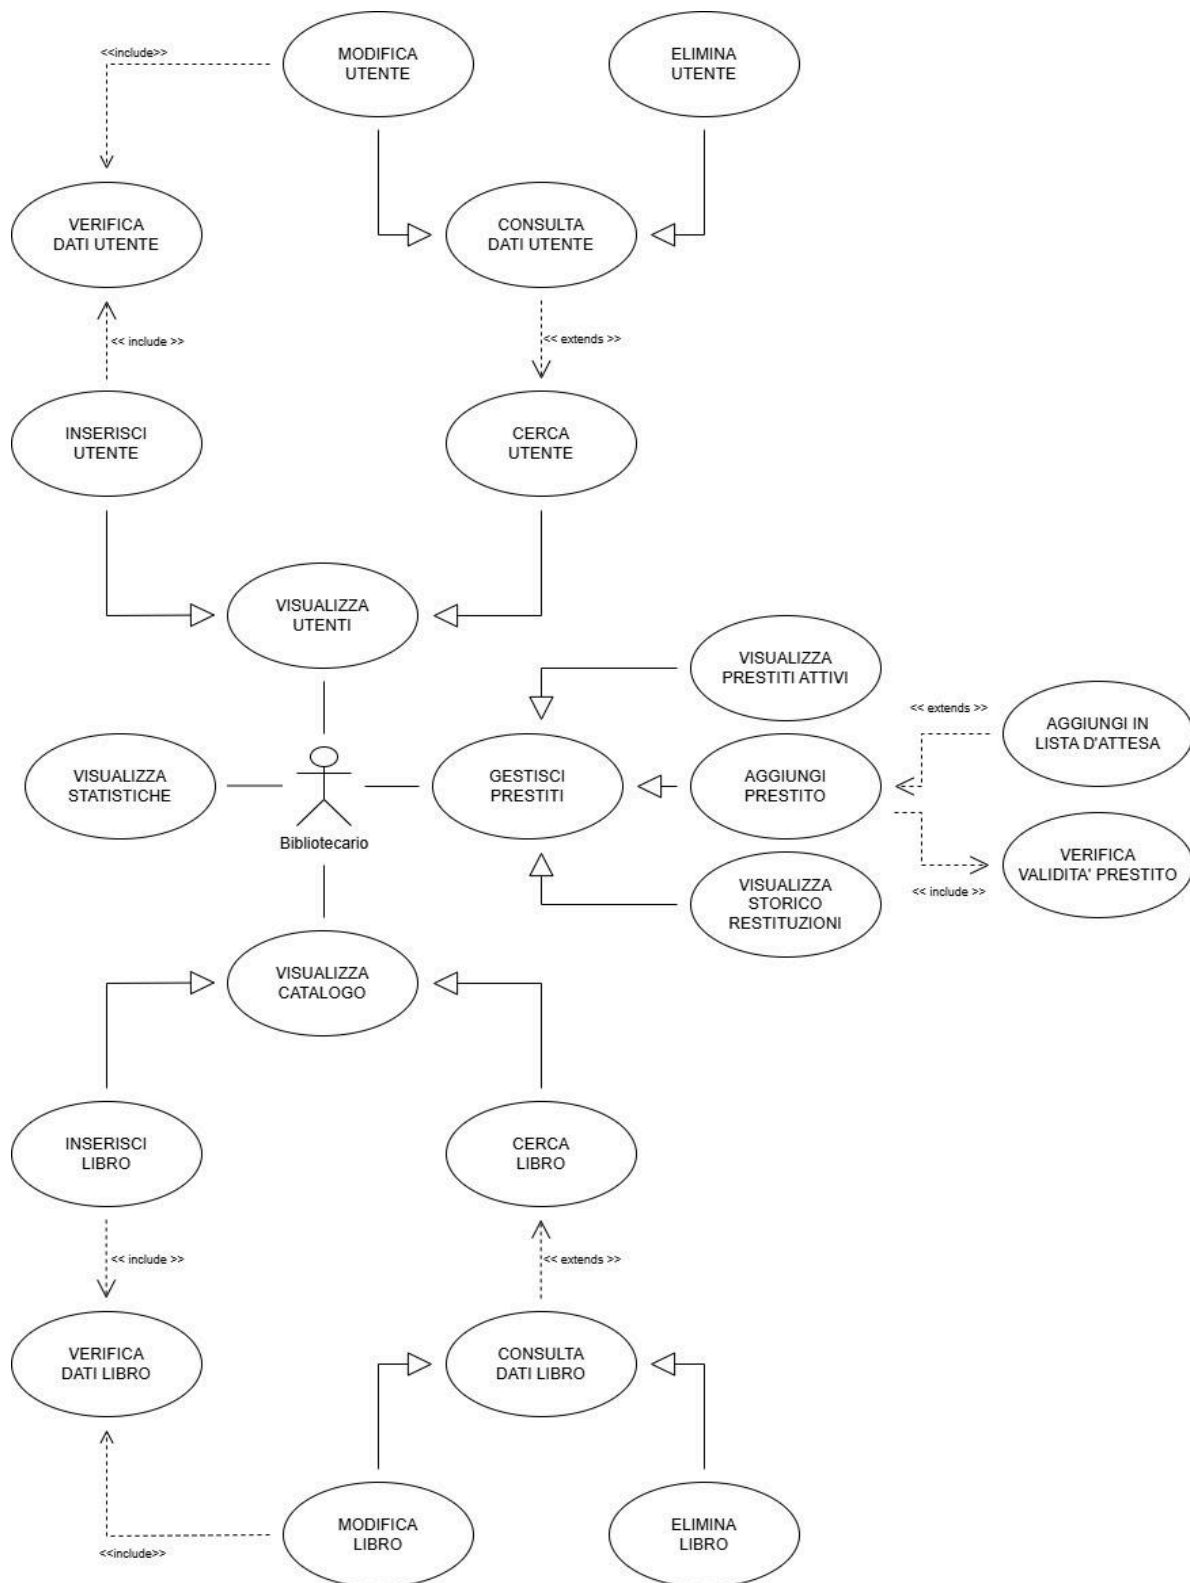 <<include>>
MODIFICA
UTENTE
ELIMINA
UTENTE
VERIFICA
DATI UTENTE
CONSULTA
DATI UTENTE
<< include >>
<< extends >>
INSERISCI
UTENTE
CERCA
UTENTE
VISUALIZZA
UTENTI
VISUALIZZA
PRESTITI ATTIVI
<< extends >>
AGGIUNGI IN
LISTA D'ATTESA
VISUALIZZA
STATISTICHE
Bibliotecario
GESTISCI
PRESTITI
AGGIUNGI
PRESTITO
VERIFICA
VALIDITA' PRESTITO
<< include >>
VISUALIZZA
STORICO
RESTITUZIONI
VISUALIZZA
CATALOGO
INSERISCI
LIBRO
CERCA
LIBRO
<< include >>
<< extends >>
VERIFICA
DATI LIBRO
CONSULTA
DATI LIBRO
MODIFICA
LIBRO
ELIMINA
LIBRO
<<include>>